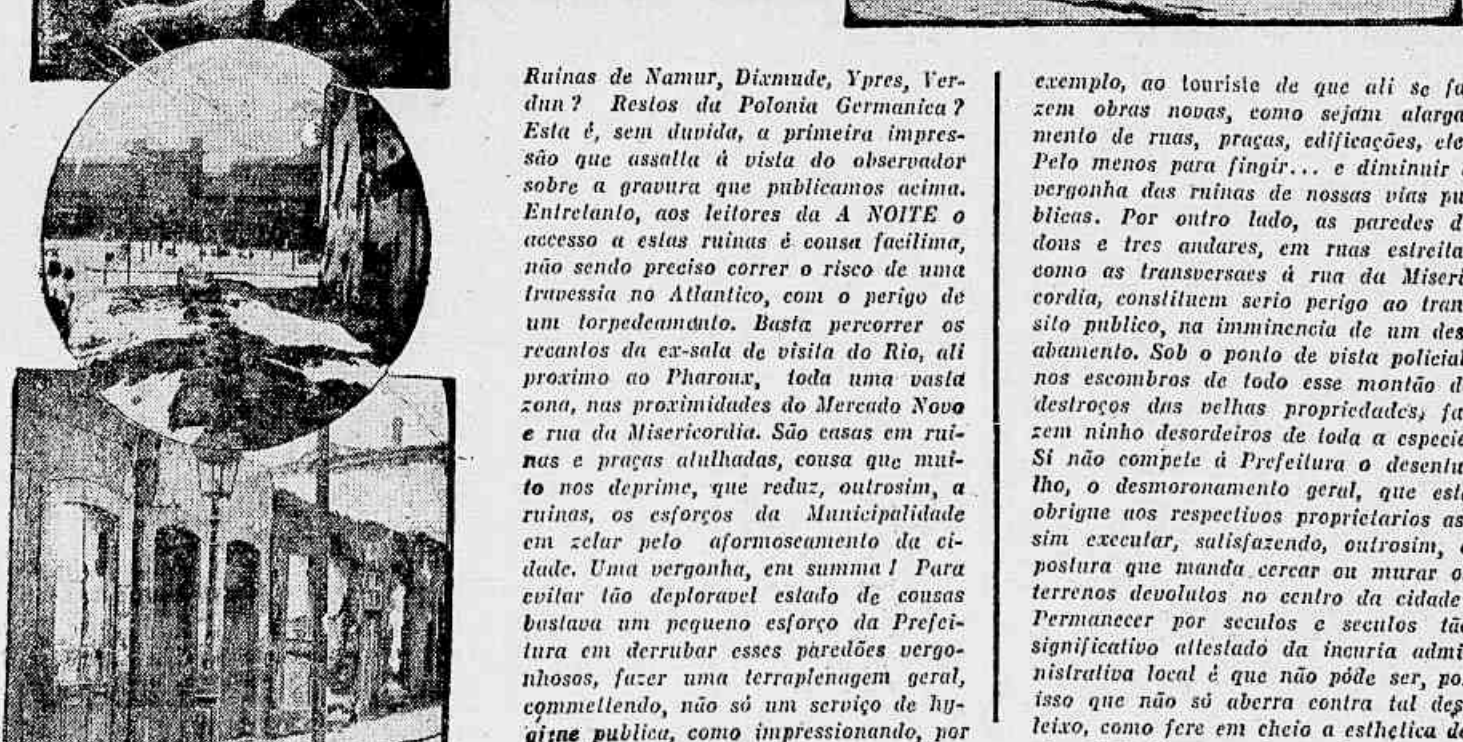 Ruinas de Namur, Dixmude, Ypres, Ver-
dun? Restos da Polonia Germanica?
Esta é, sem duvida, a primeira impres-
são que assalta á vista do observador
sobre a gravura que publicamos acima.
Entretanto, aos leitores da A NOITE o
accesso a estas ruinas é cousa facilima,
não sendo preciso correr o risco de uma
travessia no Atlantico, com o perigo de
um torpedeamento. Basta percorrer os
recantos da ex-sala de visita do Rio, ali
proximo ao Pharoux, toda uma vasta
zona, nas proximidades do Mercado Novo
e rua da Misericordia. São casas em rui-
nas e praças atulhadas, cousa que mui-
to nos deprime, que reduz, outrosim, a
ruinas, os esforços da Municipalidade
em zelar pelo aformoseamento da ci-
dade. Uma vergonha, em summa! Para
evitar tão deploravel estado de cousas
bastava um pequeno esforço da Prefei-
tura em derrubar esses paredões vergo-
nhosos, fazer uma terraplenagem geral,
commettendo, não só um serviço de hy-
giene publica, como impressionando, por
exemplo, ao touriste de que ali se fa
zem obras novas, como sejam alarga
mento de ruas, praças, edificações, etc
Pelo menos para fingir... e diminuir
vergonha das ruinas de nossas vias pu
blicas. Por outro lado, as paredes d
dous e tres andares, em ruas estreita
como as transversaes á rua da Miseri
cordia, constituem serio perigo ao tran
sito publico, na imminencia de um des
abamento. Sob o ponto de vista policial
nos escombros de todo esse montão d
destroços das velhas propriedades, fa
zem ninho desordeiros de toda a especie
Si não compete á Prefeitura o desentu
lho, o desmoronamento geral, que est
obrigue aos respectivos proprietarios as
sim executar, satisfazendo, outrosim,
postura que manda cercar ou murar o
terrenos devolutos no centro da cidade
Permanecer por seculos e seculos tão
significativo attestado da incuria admi
nistrativa local é que não póde ser, por
isso que não só aberra contra tal des
leixo, como fere em cheio a esthetica de